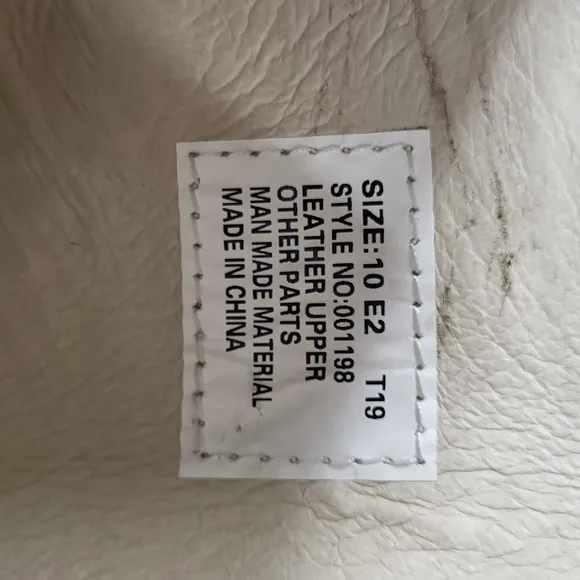 SIZE:10 E2 T19
STYLE NO:001198
LEATHER UPPER
OTHER PARTS
MAN MADE MATERIAL
MADE IN CHINA